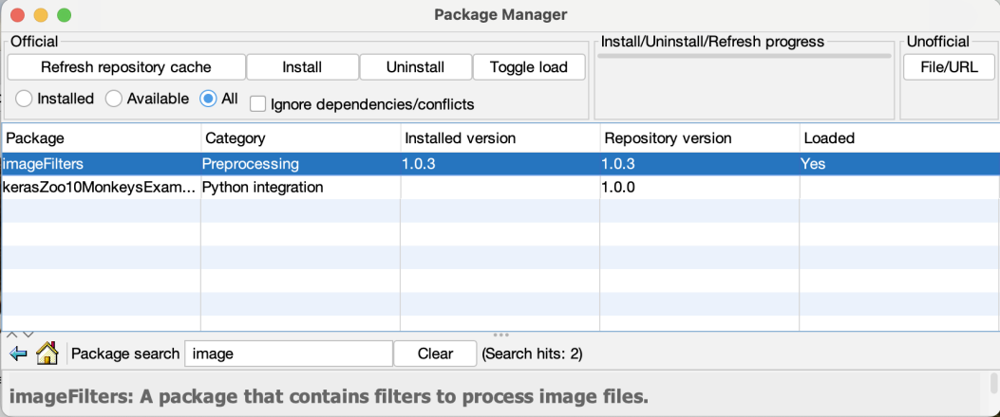 Package Manager
Official
Install/Uninstall/Refresh progress
Unofficial
Refresh repository cache
Install
Uninstall
Toggle load
File/URL
Installed
Available
All
Ignore dependencies/conflicts
Package Category Installed version Repository version Loaded
imageFilters Preprocessing 1.0.3 1.0.3 Yes
kerasZoo10MonkeysExam... Python integration 1.0.0
Package search image Clear (Search hits: 2)
imageFilters: A package that contains filters to process image files.